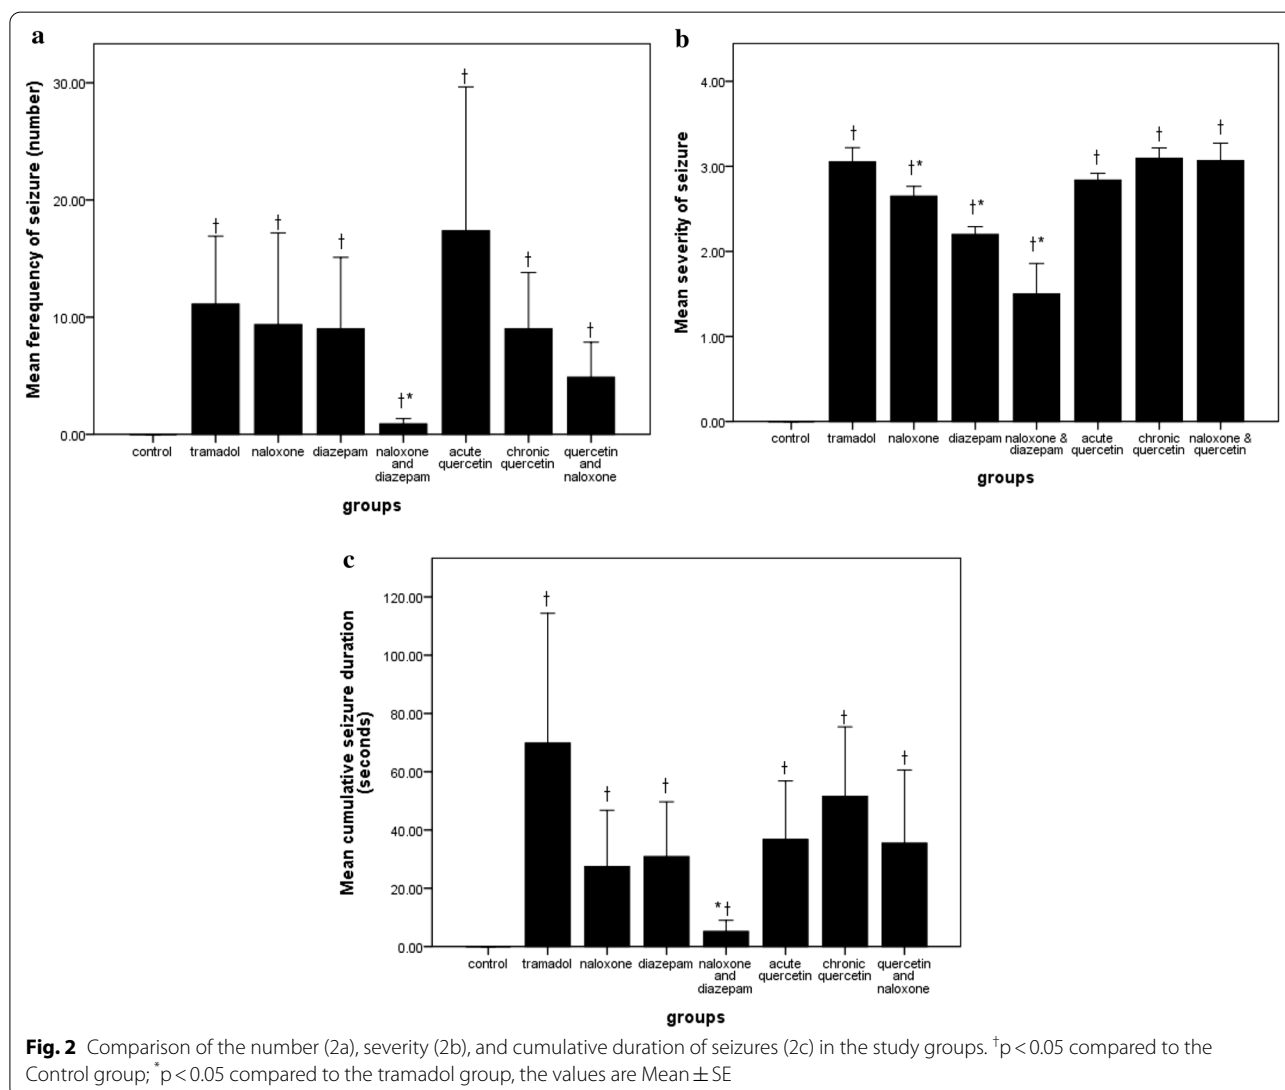 a
Mean ferequency of seizure (number)
30.00
20.00
10.00
0.00
† † † † †* † † †
control tramadol naloxone diazepam naloxone and diazepam acute quercetin chronic quercetin quercetin and naloxone
groups
b
Mean severity of seizure
4.00
3.00
2.00
1.00
0.00
† †* †* †* † † †
control tramadol naloxone diazepam naloxone & diazepam acute quercetin chronic quercetin naloxone & quercetin
groups
c
Mean cumulative seizure duration
(seconds)
120.00
100.00
80.00
60.00
40.00
20.00
0.00
† † † *† † † †
control tramadol naloxone diazepam naloxone and diazepam acute quercetin chronic quercetin quercetin and naloxone
groups
Fig. 2 Comparison of the number (2a), severity (2b), and cumulative duration of seizures (2c) in the study groups. †p < 0.05 compared to the
Control group; *p < 0.05 compared to the tramadol group, the values are Mean ± SE